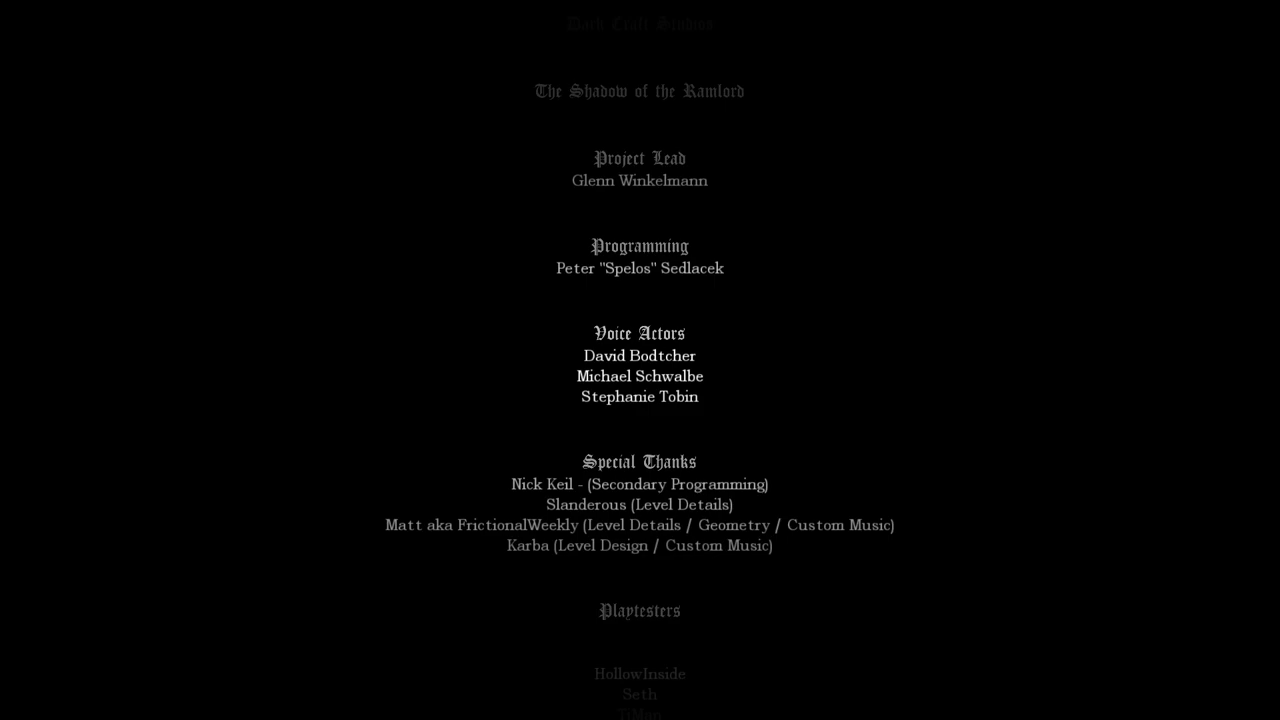 Dark Craft Studios
The Shadow of the Ramlord
Project Lead
Glenn Winkelmann
Programming
Peter "Spelos" Sedlacek
Voice Actors
David Bodtcher
Michael Schwalbe
Stephanie Tobin
Special Thanks
Nick Keil - (Secondary Programming)
Slanderous (Level Details)
Matt aka FrictionalWeekly (Level Details / Geometry / Custom Music)
Karba (Level Design / Custom Music)
Playtesters
HollowInside
Seth
TiMan